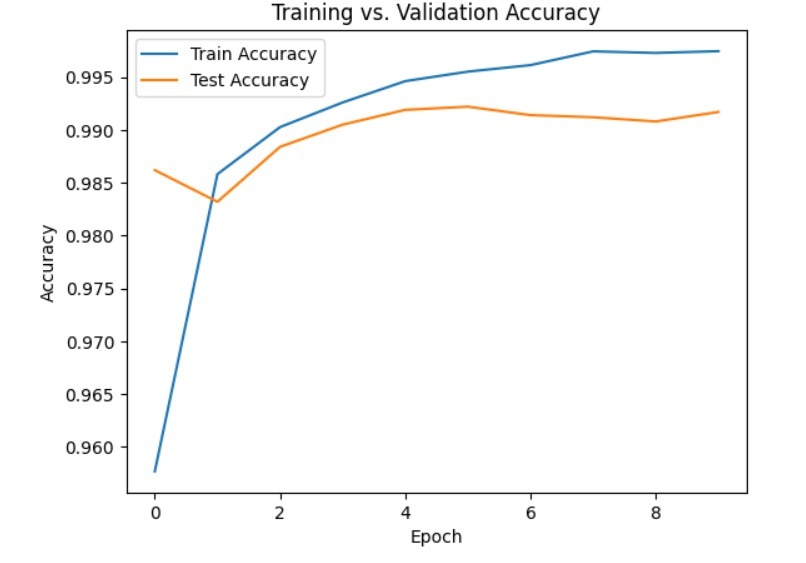 Training vs. Validation Accuracy
Train Accuracy
Test Accuracy
0.995
0.990
0.985
0.980
0.975
0.970
0.965
0.960
Accuracy
0 2 4 6 8
Epoch